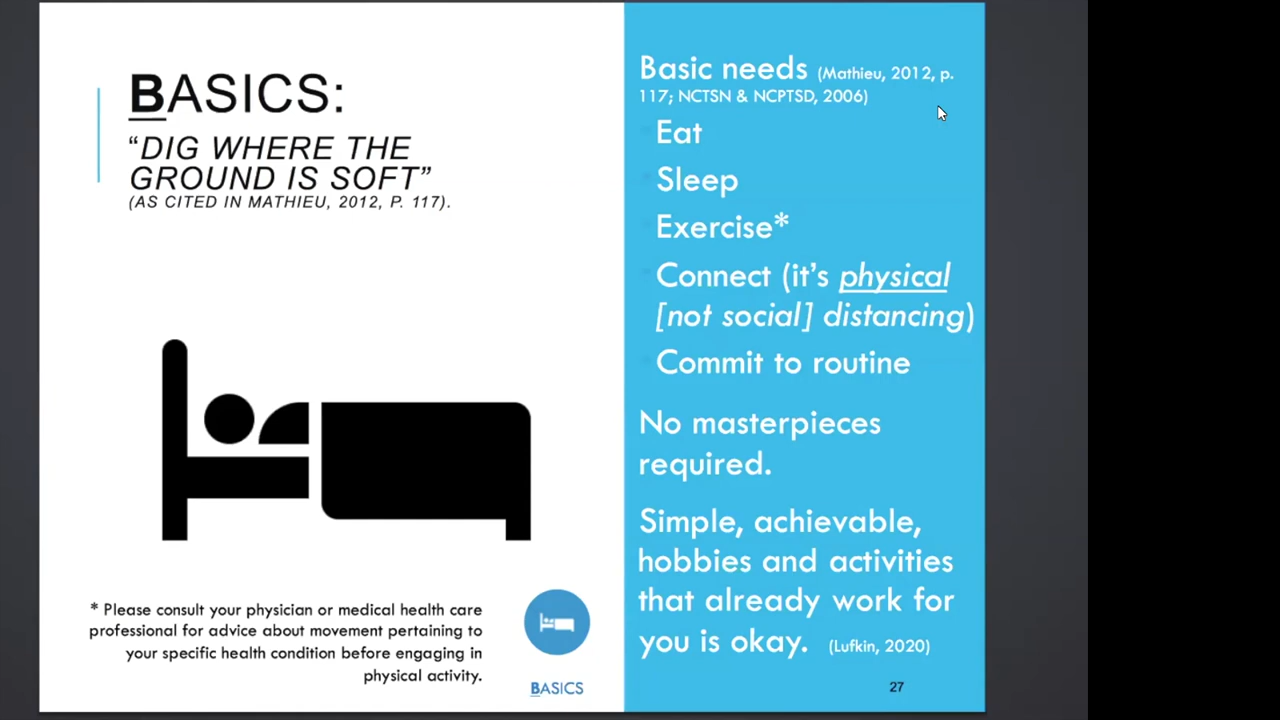 BASICS:
“DIG WHERE THE
GROUND IS SOFT”
(AS CITED IN MATHIEU, 2012, P. 117).
* Please consult your physician or medical health care
professional for advice about movement pertaining to
your specific health condition before engaging in
physical activity.
BASICS
Basic needs (Mathieu, 2012, p.
117; NCTSN & NCPTSD, 2006)
Eat
Sleep
Exercise*
Connect (it’s physical
[not social] distancing)
Commit to routine
No masterpieces
required.
Simple, achievable,
hobbies and activities
that already work for
you is okay. (Lufkin, 2020)
27